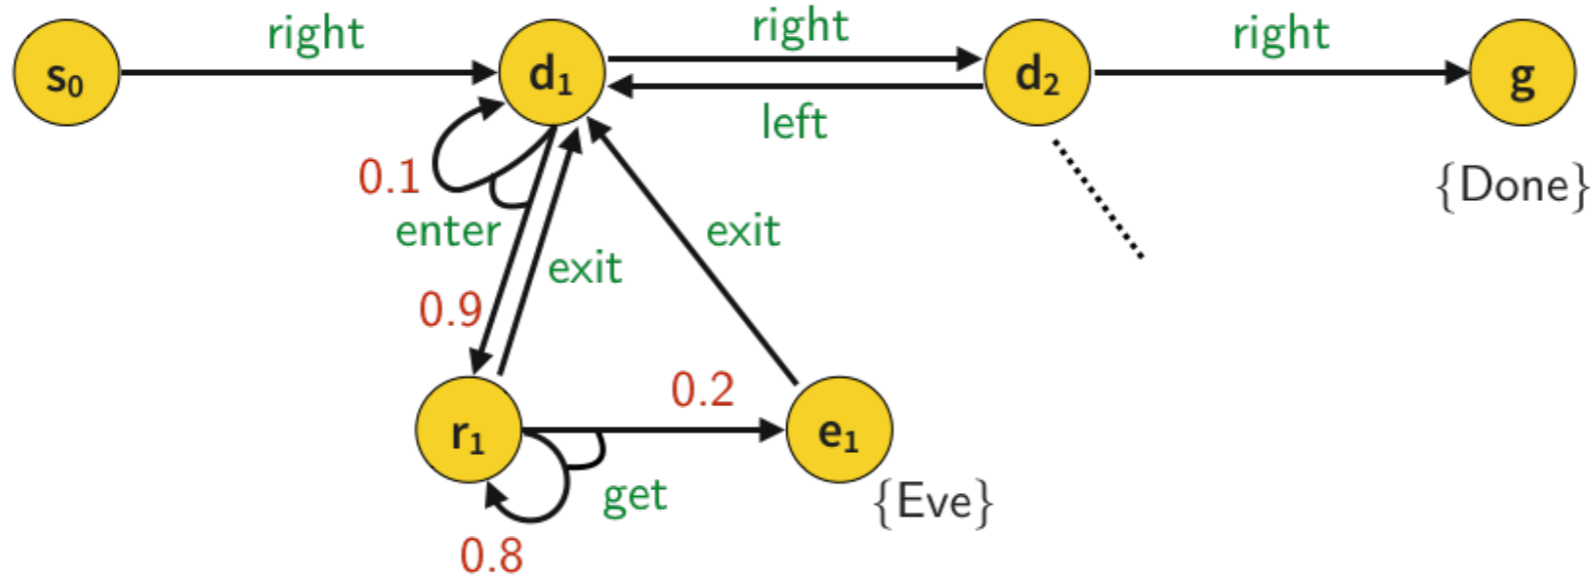 right
right
right
s₀
d₁
d₂
g
left
0.1
{Done}
enter
exit
exit
0.9
0.2
r₁
e₁
get
{Eve}
0.8